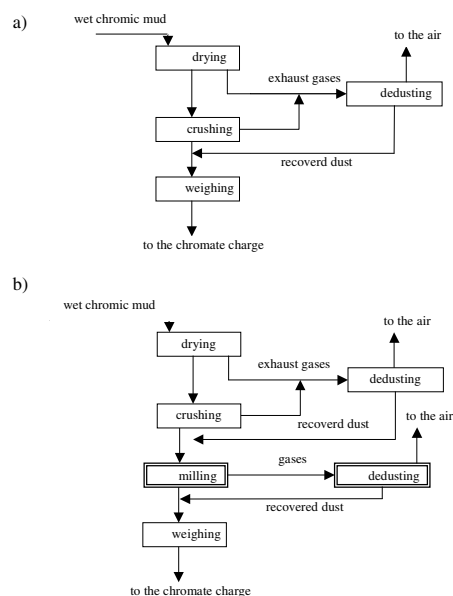 a)
wet chromic mud
to the air
drying
exhaust gases
dedusting
crushing
recoverd dust
weighing
to the chromate charge
b)
wet chromic mud
to the air
drying
exhaust gases
dedusting
crushing
to the air
recoverd dust
gases
milling
dedusting
recovered dust
weighing
to the chromate charge